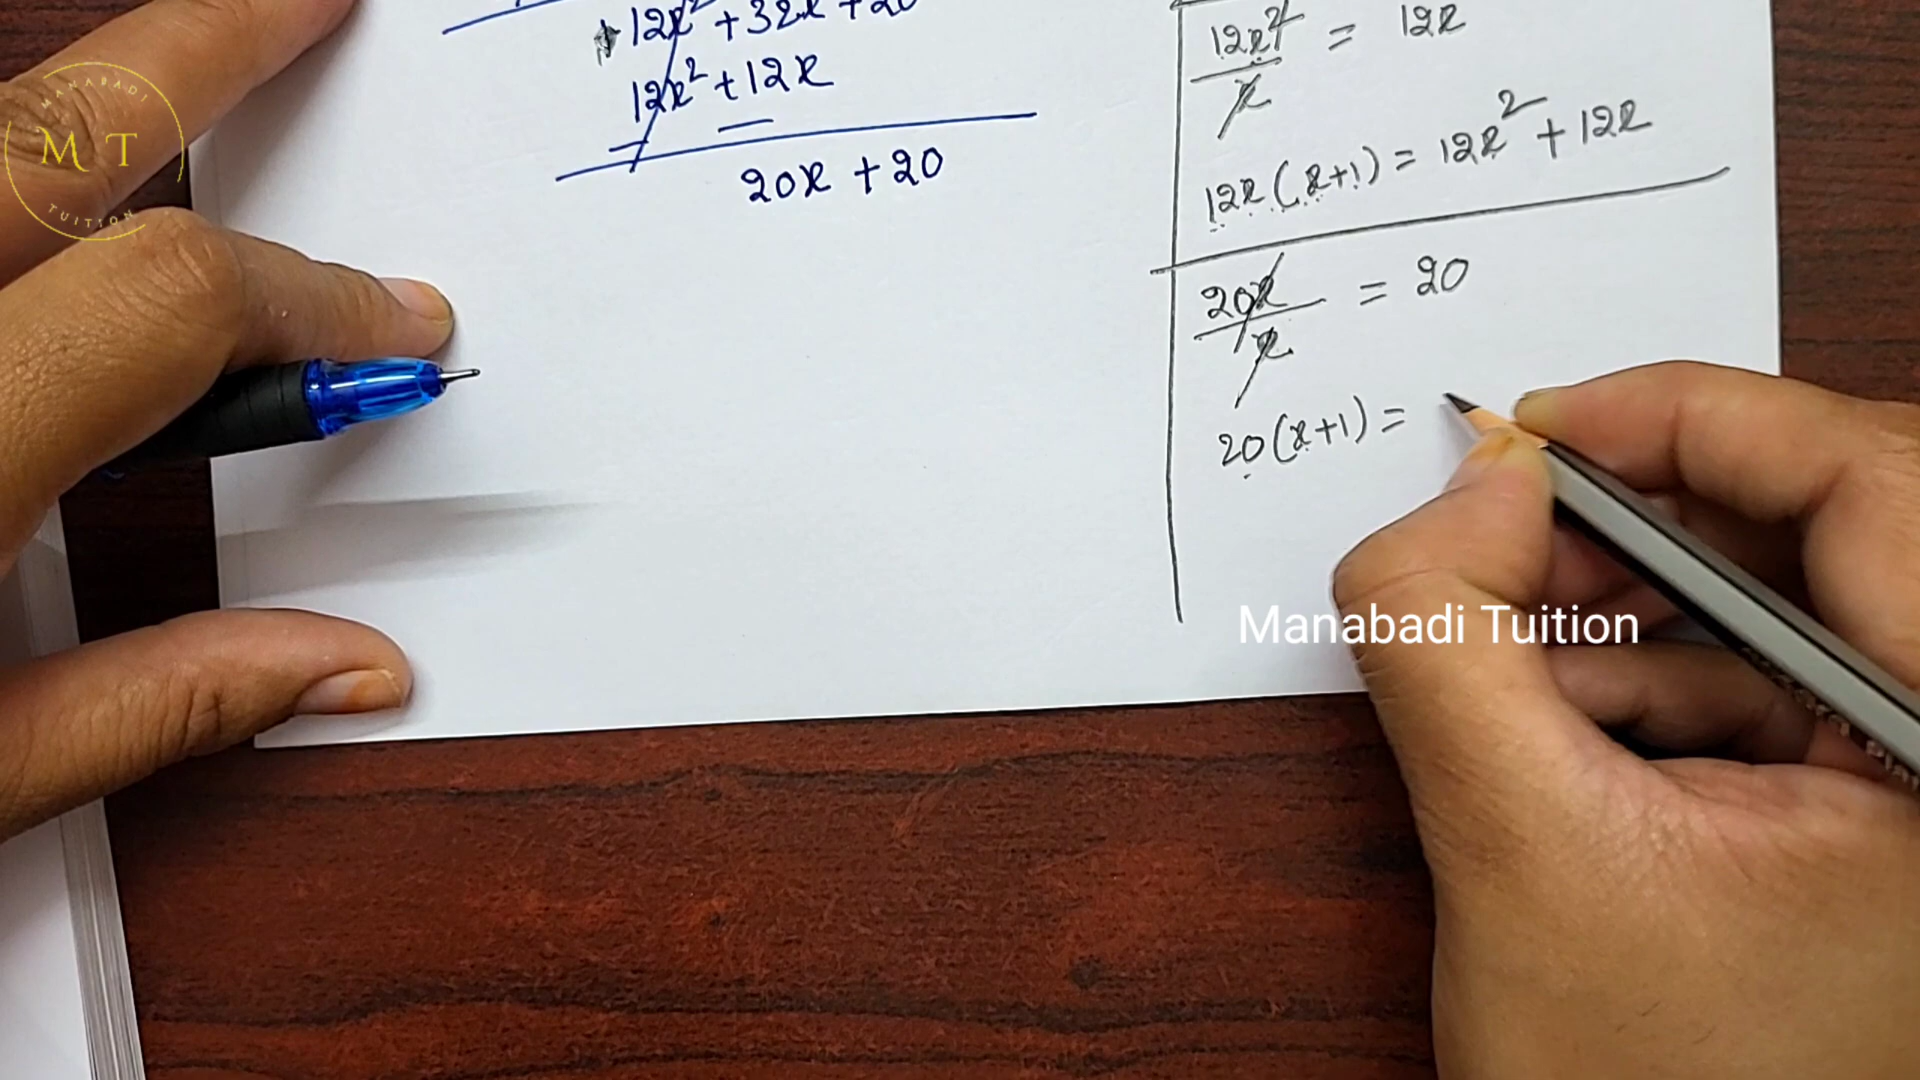 12x² + 32x + 20
12x² + 12x
20x + 20
12x²/x = 12x
12x(x+1) = 12x² + 12x
20x/x = 20
20(x+1) =
MANABADI
M T
TUITION
Manabadi Tuition